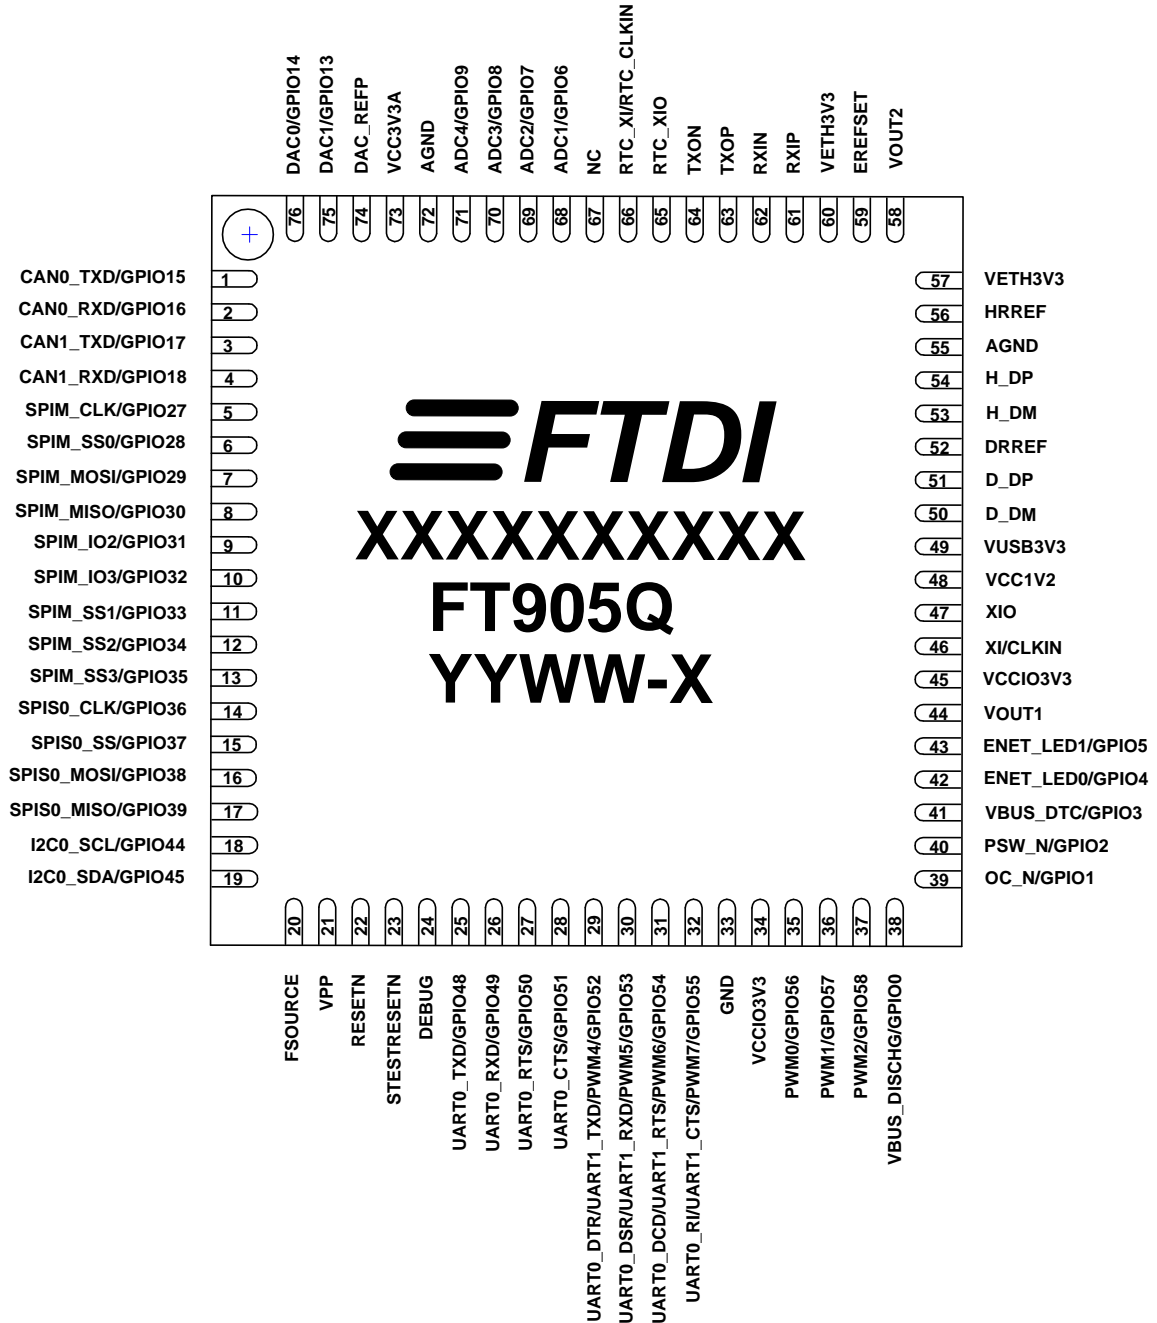 DAC0/GPIO14
DAC1/GPIO13
DAC_REFP
VCC3V3A
AGND
ADC4/GPIO9
ADC3/GPIO8
ADC2/GPIO7
ADC1/GPIO6
NC
RTC_XI/RTC_CLKIN
RTC_XIO
TXON
TXOP
RXIN
RXIP
VETH3V3
EREFSET
VOUT2
76
75
74
73
72
71
70
69
68
67
66
65
64
63
62
61
60
59
58
CAN0_TXD/GPIO15 1
CAN0_RXD/GPIO16 2
CAN1_TXD/GPIO17 3
CAN1_RXD/GPIO18 4
SPIM_CLK/GPIO27 5
SPIM_SS0/GPIO28 6
SPIM_MOSI/GPIO29 7
SPIM_MISO/GPIO30 8
SPIM_IO2/GPIO31 9
SPIM_IO3/GPIO32 10
SPIM_SS1/GPIO33 11
SPIM_SS2/GPIO34 12
SPIM_SS3/GPIO35 13
SPIS0_CLK/GPIO36 14
SPIS0_SS/GPIO37 15
SPIS0_MOSI/GPIO38 16
SPIS0_MISO/GPIO39 17
I2C0_SCL/GPIO44 18
I2C0_SDA/GPIO45 19
FTDI
XXXXXXXXXX
FT905Q
YYWW-X
57 VETH3V3
56 HRREF
55 AGND
54 H_DP
53 H_DM
52 DRREF
51 D_DP
50 D_DM
49 VUSB3V3
48 VCC1V2
47 XIO
46 XI/CLKIN
45 VCCIO3V3
44 VOUT1
43 ENET_LED1/GPIO5
42 ENET_LED0/GPIO4
41 VBUS_DTC/GPIO3
40 PSW_N/GPIO2
39 OC_N/GPIO1
20
21
22
23
24
25
26
27
28
29
30
31
32
33
34
35
36
37
38
FSOURCE
VPP
RESETN
STESTRESETN
DEBUG
UART0_TXD/GPIO48
UART0_RXD/GPIO49
UART0_RTS/GPIO50
UART0_CTS/GPIO51
UART0_DTR/UART1_TXD/PWM4/GPIO52
UART0_DSR/UART1_RXD/PWM5/GPIO53
UART0_DCD/UART1_RTS/PWM6/GPIO54
UART0_RI/UART1_CTS/PWM7/GPIO55
GND
VCCIO3V3
PWM0/GPIO56
PWM1/GPIO57
PWM2/GPIO58
VBUS_DISCHG/GPIO0